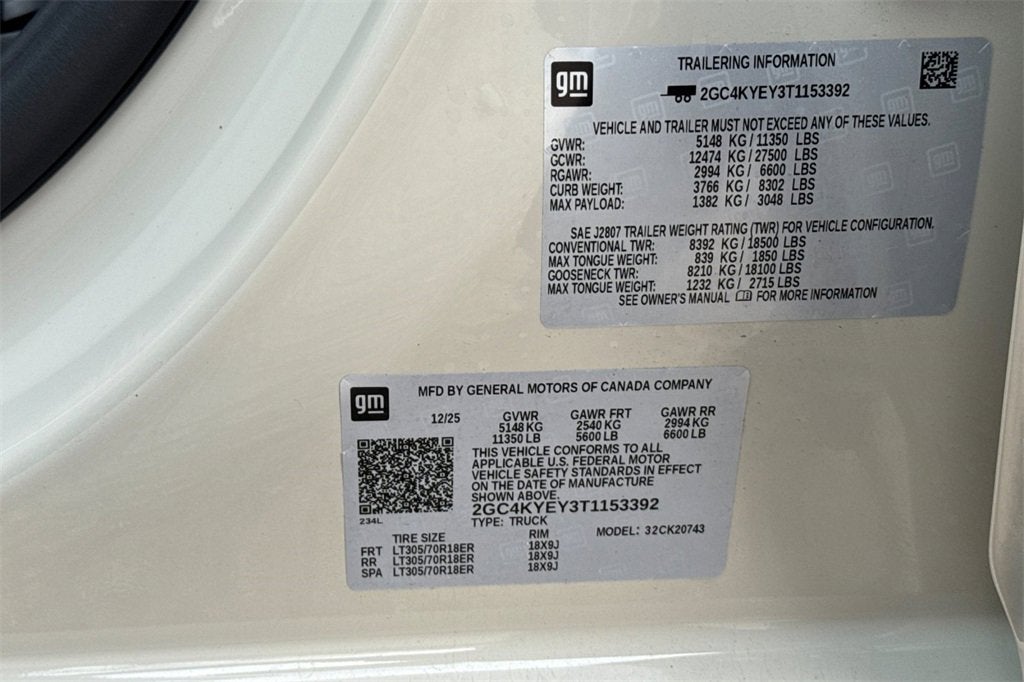 gm
TRAILERING INFORMATION
2GC4KYEY3T1153392
VEHICLE AND TRAILER MUST NOT EXCEED ANY OF THESE VALUES.
GVWR: 5148 KG / 11350 LBS
GCWR: 12474 KG / 27500 LBS
RGAWR: 2994 KG / 6600 LBS
CURB WEIGHT: 3766 KG / 8302 LBS
MAX PAYLOAD: 1382 KG / 3048 LBS
SAE J2807 TRAILER WEIGHT RATING (TWR) FOR VEHICLE CONFIGURATION.
CONVENTIONAL TWR: 8392 KG / 18500 LBS
MAX TONGUE WEIGHT: 839 KG / 1850 LBS
GOOSENECK TWR: 8210 KG / 18100 LBS
MAX TONGUE WEIGHT: 1232 KG / 2715 LBS
SEE OWNER'S MANUAL FOR MORE INFORMATION
gm
MFD BY GENERAL MOTORS OF CANADA COMPANY
12/25 GVWR GAWR FRT GAWR RR
5148 KG 2540 KG 2994 KG
11350 LB 5600 LB 6600 LB
THIS VEHICLE CONFORMS TO ALL
APPLICABLE U.S. FEDERAL MOTOR
VEHICLE SAFETY STANDARDS IN EFFECT
ON THE DATE OF MANUFACTURE
SHOWN ABOVE.
2GC4KYEY3T1153392
234L
TYPE: TRUCK MODEL: 32CK20743
TIRE SIZE RIM
FRT LT305/70R18ER 18X9J
RR LT305/70R18ER 18X9J
SPA LT305/70R18ER 18X9J